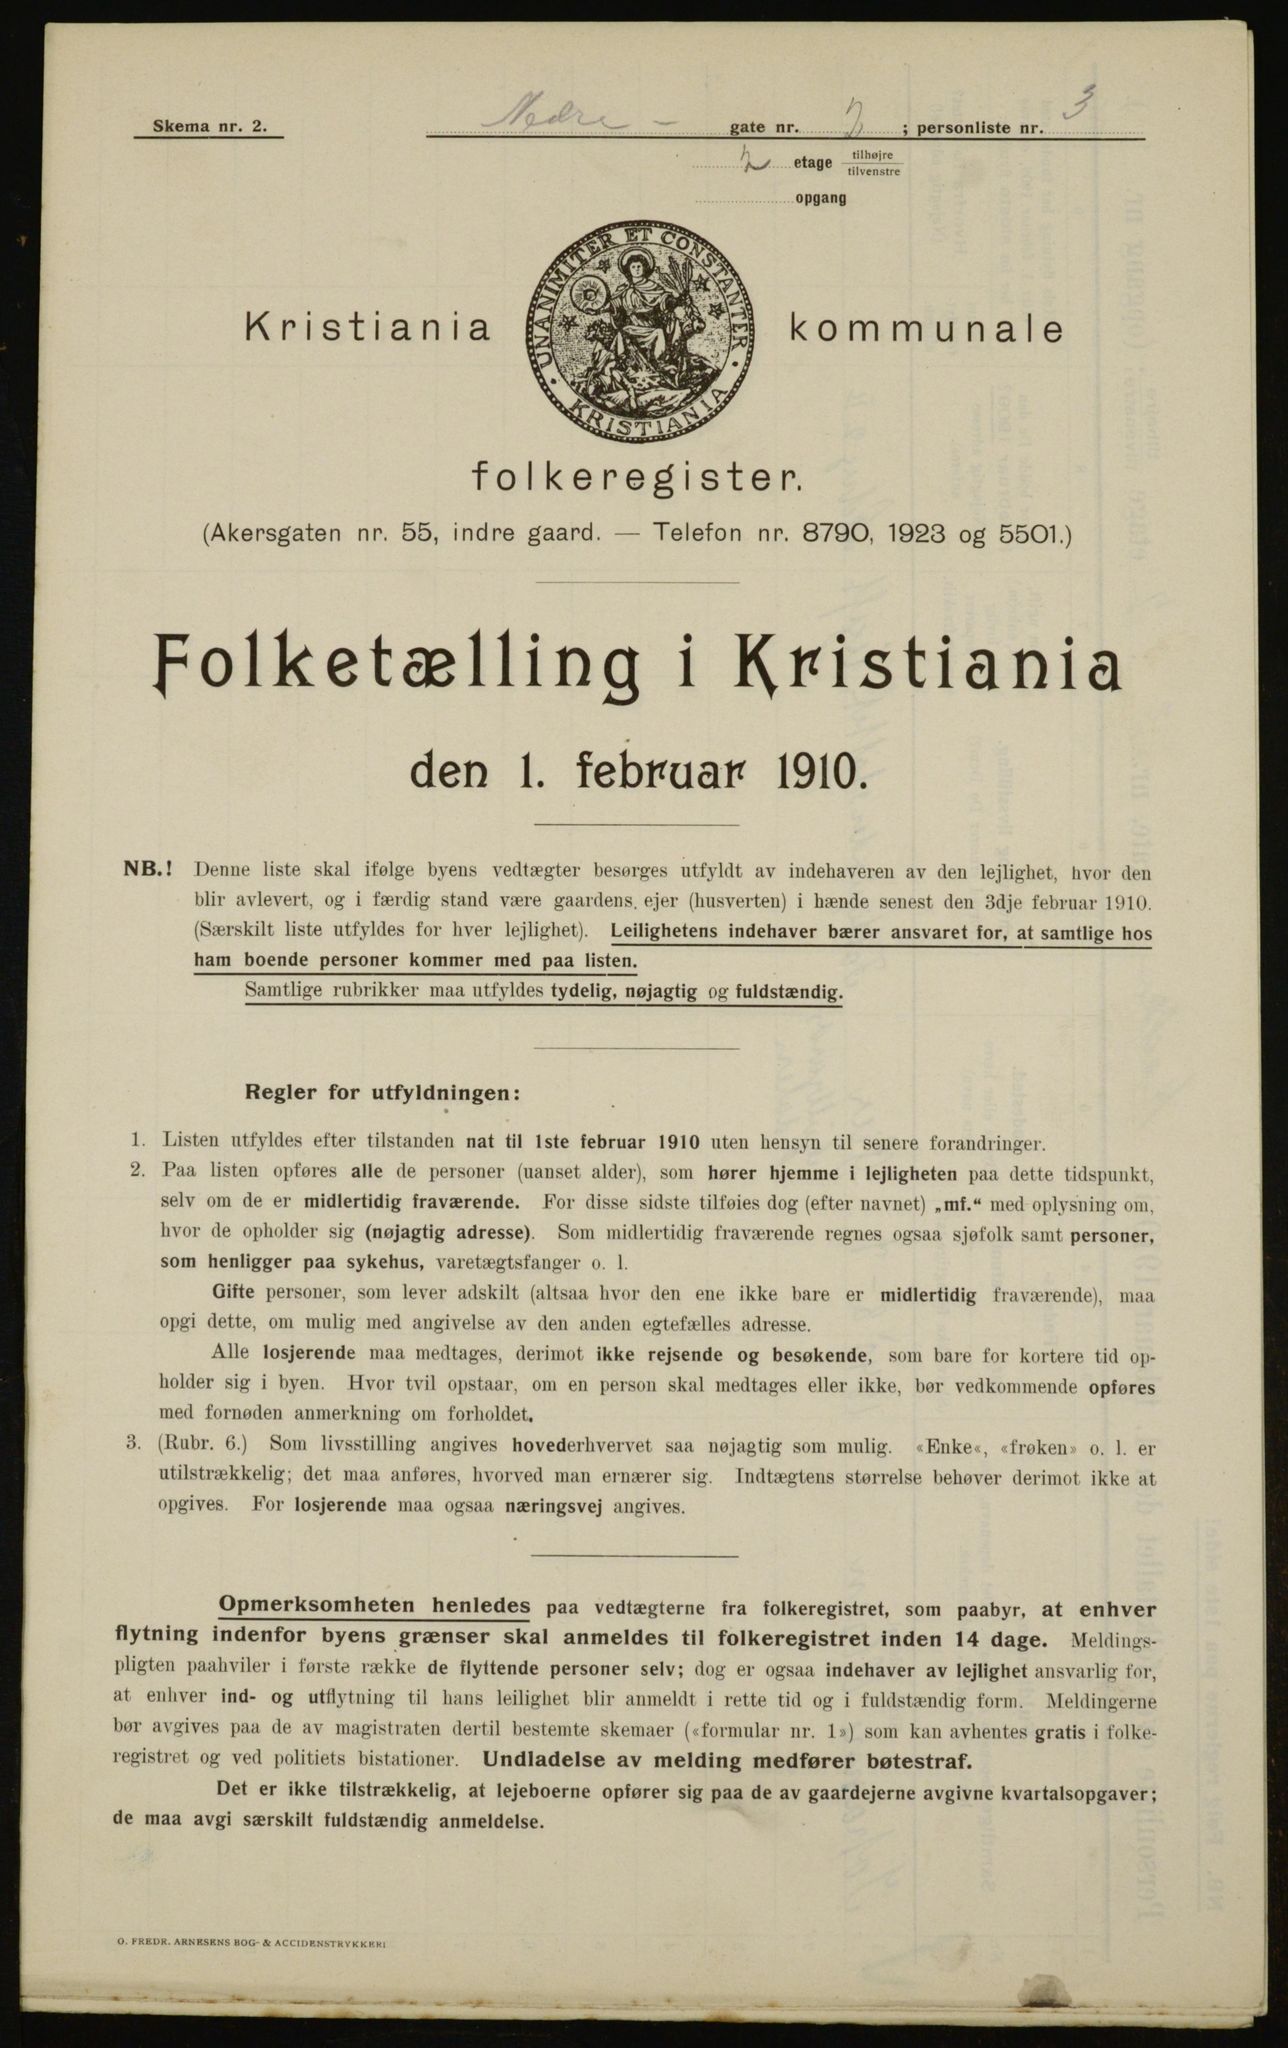 Skema nr. 2. Nedre - gate nr. 2 ; personliste nr. 3
2 etage tilhøjre
tilvenstre
opgang
UNANIMITER ET CONSTANTER
Kristiania kommunale
KRISTIANIA
folkeregister.
(Akersgaten nr. 55, indre gaard. — Telefon nr. 8790, 1923 og 5501.)
Folketælling i Kristiania
den 1. februar 1910.
NB.! Denne liste skal ifølge byens vedtægter besørges utfyldt av indehaveren av den lejlighet, hvor den
blir avlevert, og i færdig stand være gaardens ejer (husverten) i hænde senest den 3dje februar 1910.
(Særskilt liste utfyldes for hver lejlighet). Leilighetens indehaver bærer ansvaret for, at samtlige hos
ham boende personer kommer med paa listen.
Samtlige rubrikker maa utfyldes tydelig, nøjagtig og fuldstændig.
Regler for utfyldningen:
1. Listen utfyldes efter tilstanden nat til 1ste februar 1910 uten hensyn til senere forandringer.
2. Paa listen opføres alle de personer (uanset alder), som hører hjemme i lejligheten paa dette tidspunkt,
selv om de er midlertidig fraværende. For disse sidste tilføies dog (efter navnet) „mf.“ med oplysning om,
hvor de opholder sig (nøjagtig adresse). Som midlertidig fraværende regnes ogsaa sjøfolk samt personer,
som henligger paa sykehus, varetægtsfanger o. l.
Gifte personer, som lever adskilt (altsaa hvor den ene ikke bare er midlertidig fraværende), maa
opgi dette, om mulig med angivelse av den anden egtefælles adresse.
Alle losjerende maa medtages, derimot ikke rejsende og besøkende, som bare for kortere tid op-
holder sig i byen. Hvor tvil opstaar, om en person skal medtages eller ikke, bør vedkommende opføres
med fornøden anmerkning om forholdet.
3. (Rubr. 6.) Som livsstilling angives hovederhvervet saa nøjagtig som mulig. «Enke«, «frøken» o. l. er
utilstrækkelig; det maa anføres, hvorved man ernærer sig. Indtægtens størrelse behøver derimot ikke at
opgives. For losjerende maa ogsaa næringsvej angives.
Opmerksomheten henledes paa vedtægterne fra folkeregistret, som paabyr, at enhver
flytning indenfor byens grænser skal anmeldes til folkeregistret inden 14 dage. Meldings-
pligten paahviler i første række de flyttende personer selv; dog er ogsaa indehaver av lejlighet ansvarlig for,
at enhver ind- og utflytning til hans leilighet blir anmeldt i rette tid og i fuldstændig form. Meldingerne
bør avgives paa de av magistraten dertil bestemte skemaer («formular nr. 1») som kan avhentes gratis i folke-
registret og ved politiets bistationer. Undladelse av melding medfører bøtestraf.
Det er ikke tilstrækkelig, at lejeboerne opfører sig paa de av gaardejerne avgivne kvartalsopgaver;
de maa avgi særskilt fuldstændig anmeldelse.
O. FREDR. ARNESENS BOG- & ACCIDENSTRYKKERI